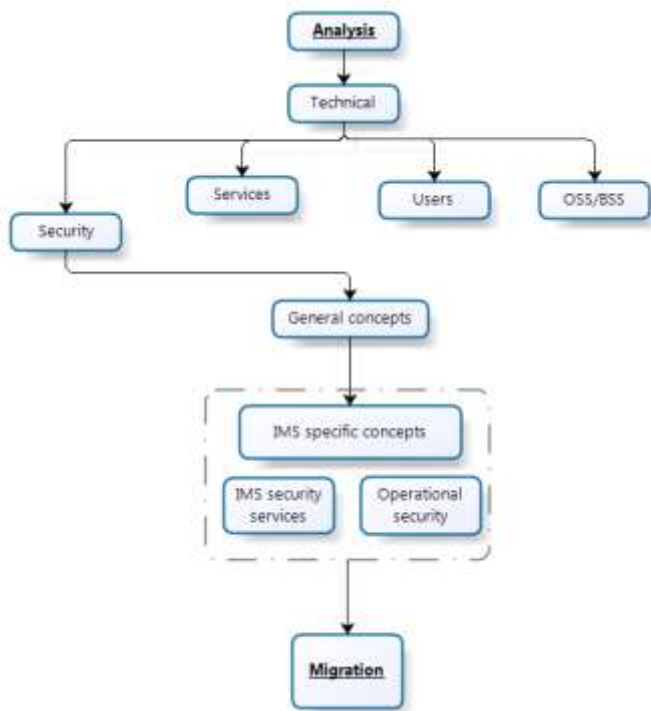 Analysis
Technical
Services
Users
OSS/BSS
Security
General concepts
IMS specific concepts
IMS security
services
Operational
security
Migration